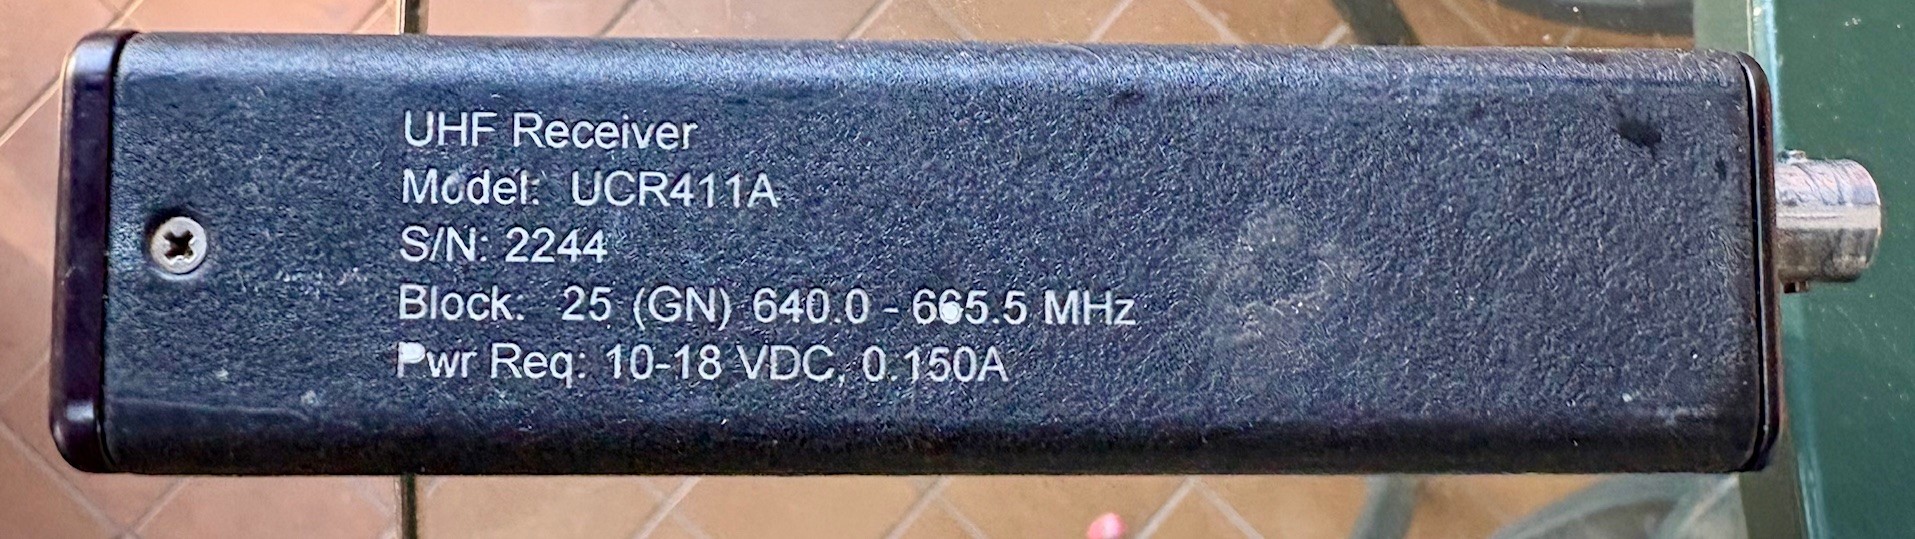 UHF Receiver
Model: UCR411A
S/N: 2244
Block: 25 (GN) 640.0 - 665.5 MHz
Pwr Req: 10-18 VDC, 0.150A